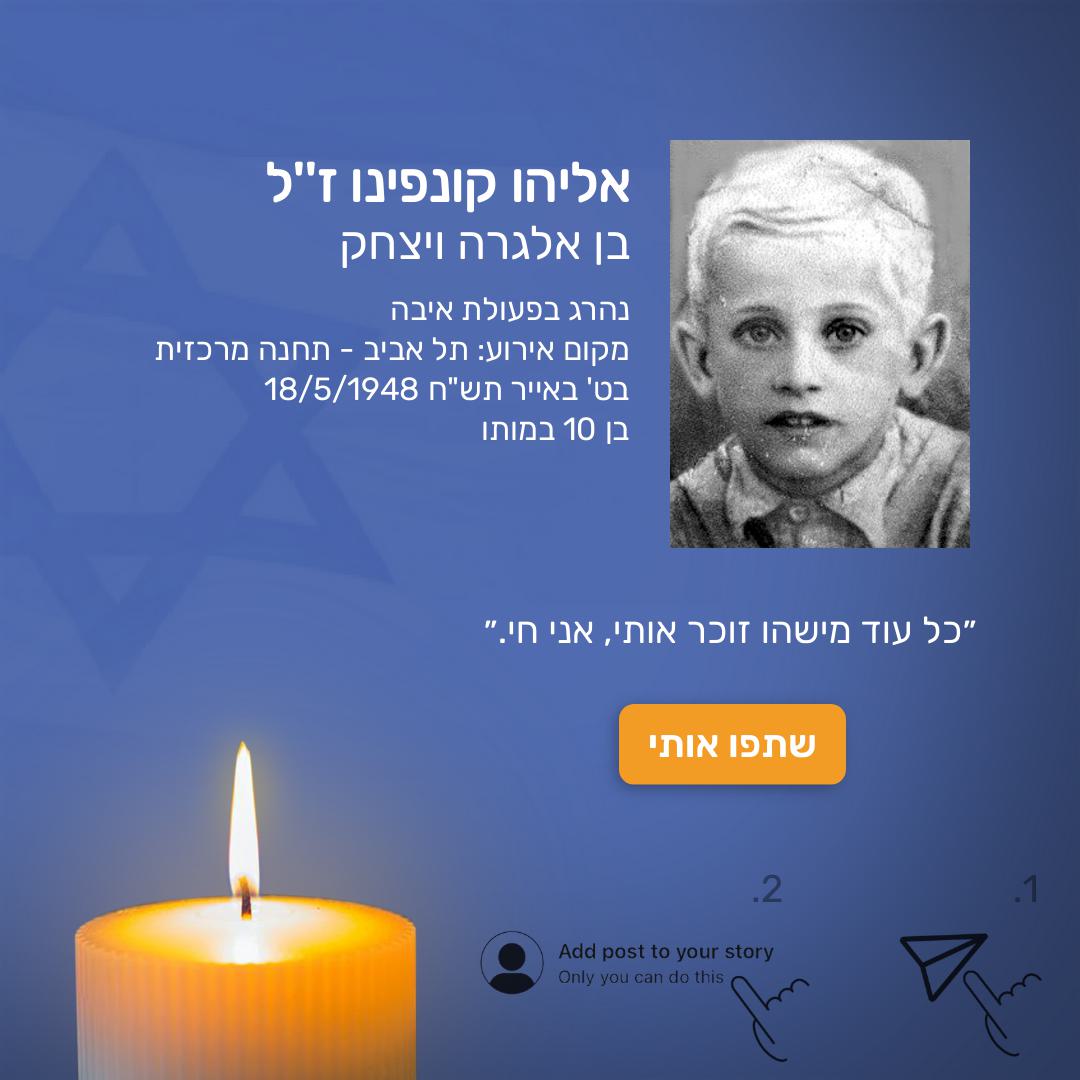 אליהו קונפינו ז"ל
בן אלגרה ויצחק
נהרג בפעולת איבה
מקום אירוע: תל אביב - תחנה מרכזית
בט' באייר תש"ח 18/5/1948
בן 10 במותו
״כל עוד מישהו זוכר אותי, אני חי.״
שתפו אותי
1.
2.
Add post to your story
Only you can do this